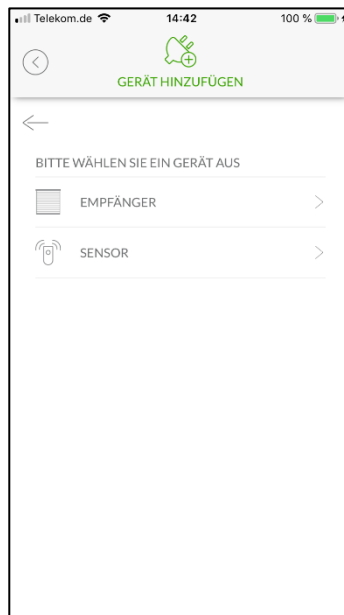 Telekom.de 14:42 100 %
GERÄT HINZUFÜGEN
BITTE WÄHLEN SIE EIN GERÄT AUS
EMPFÄNGER
SENSOR